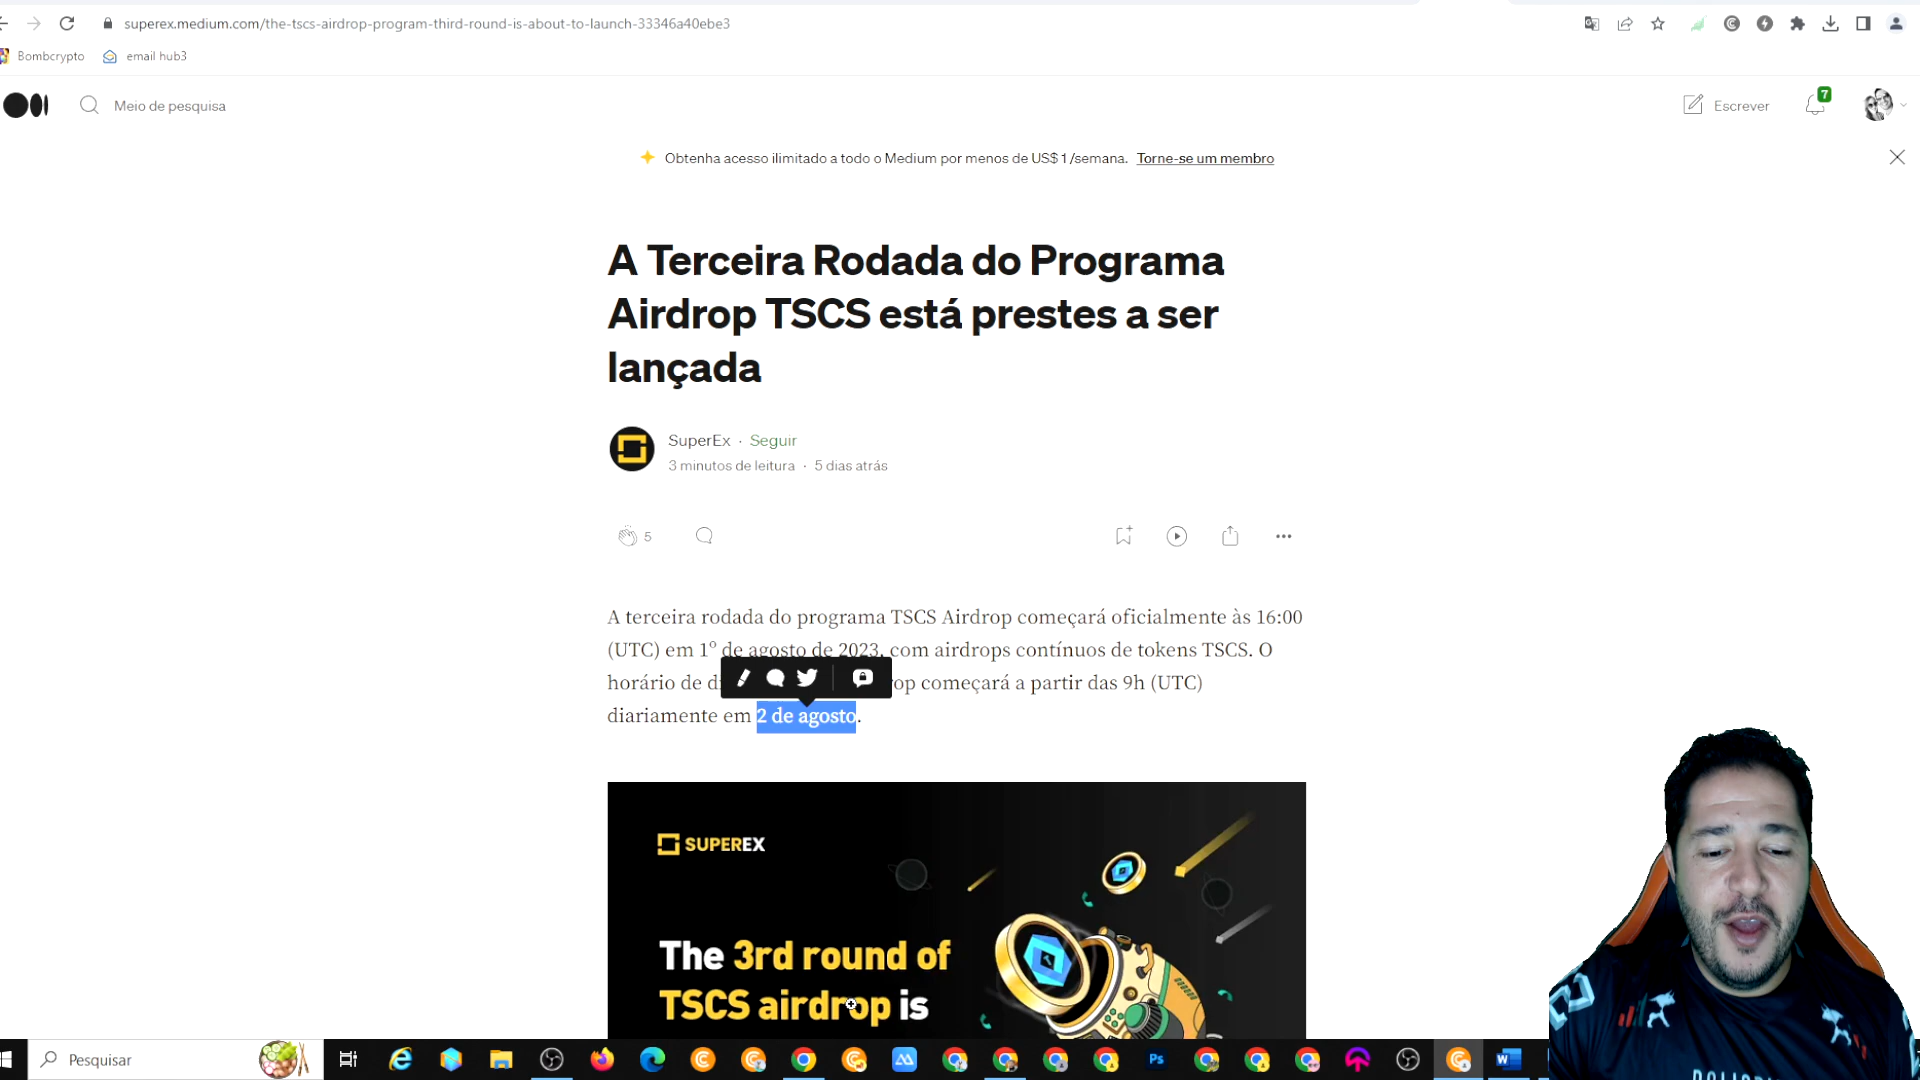 superex.medium.com/the-tscs-airdrop-program-third-round-is-about-to-launch-33346a40ebe3
Bombcrypto email hub3
Meio de pesquisa
Escrever
7
Obtenha acesso ilimitado a todo o Medium por menos de US$ 1 /semana. Torne-se um membro
A Terceira Rodada do Programa
Airdrop TSCS está prestes a ser
lançada
SuperEx · Seguir
3 minutos de leitura · 5 dias atrás
5
A terceira rodada do programa TSCS Airdrop começará oficialmente às 16:00
(UTC) em 1º de agosto de 2023, com airdrops contínuos de tokens TSCS. O
horário de op começará a partir das 9h (UTC)
diariamente em 2 de agosto.
SUPEREX
The 3rd round of
TSCS airdrop is
Pesquisar
Ps